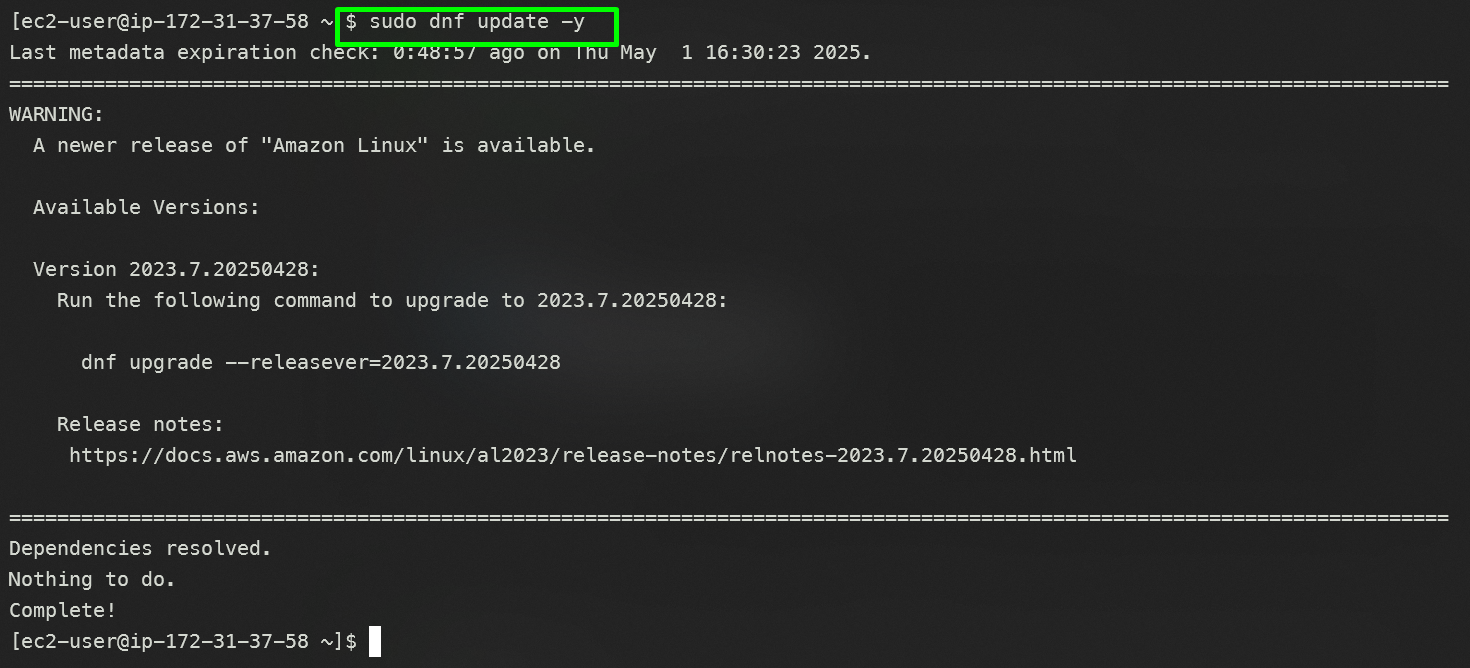 [ec2-user@ip-172-31-37-58 ~ $ sudo dnf update -y
Last metadata expiration check: 0:48:57 ago on Thu May  1 16:30:23 2025.
========================================================================================================================
WARNING:
  A newer release of "Amazon Linux" is available.

  Available Versions:

  Version 2023.7.20250428:
    Run the following command to upgrade to 2023.7.20250428:

      dnf upgrade --releasever=2023.7.20250428

    Release notes:
     https://docs.aws.amazon.com/linux/al2023/release-notes/relnotes-2023.7.20250428.html

========================================================================================================================
Dependencies resolved.
Nothing to do.
Complete!
[ec2-user@ip-172-31-37-58 ~]$